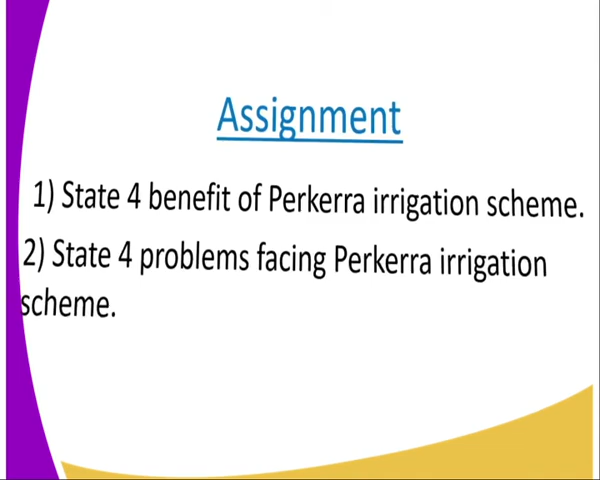 Assignment
1) State 4 benefit of Perkerra irrigation scheme.
2) State 4 problems facing Perkerra irrigation
scheme.